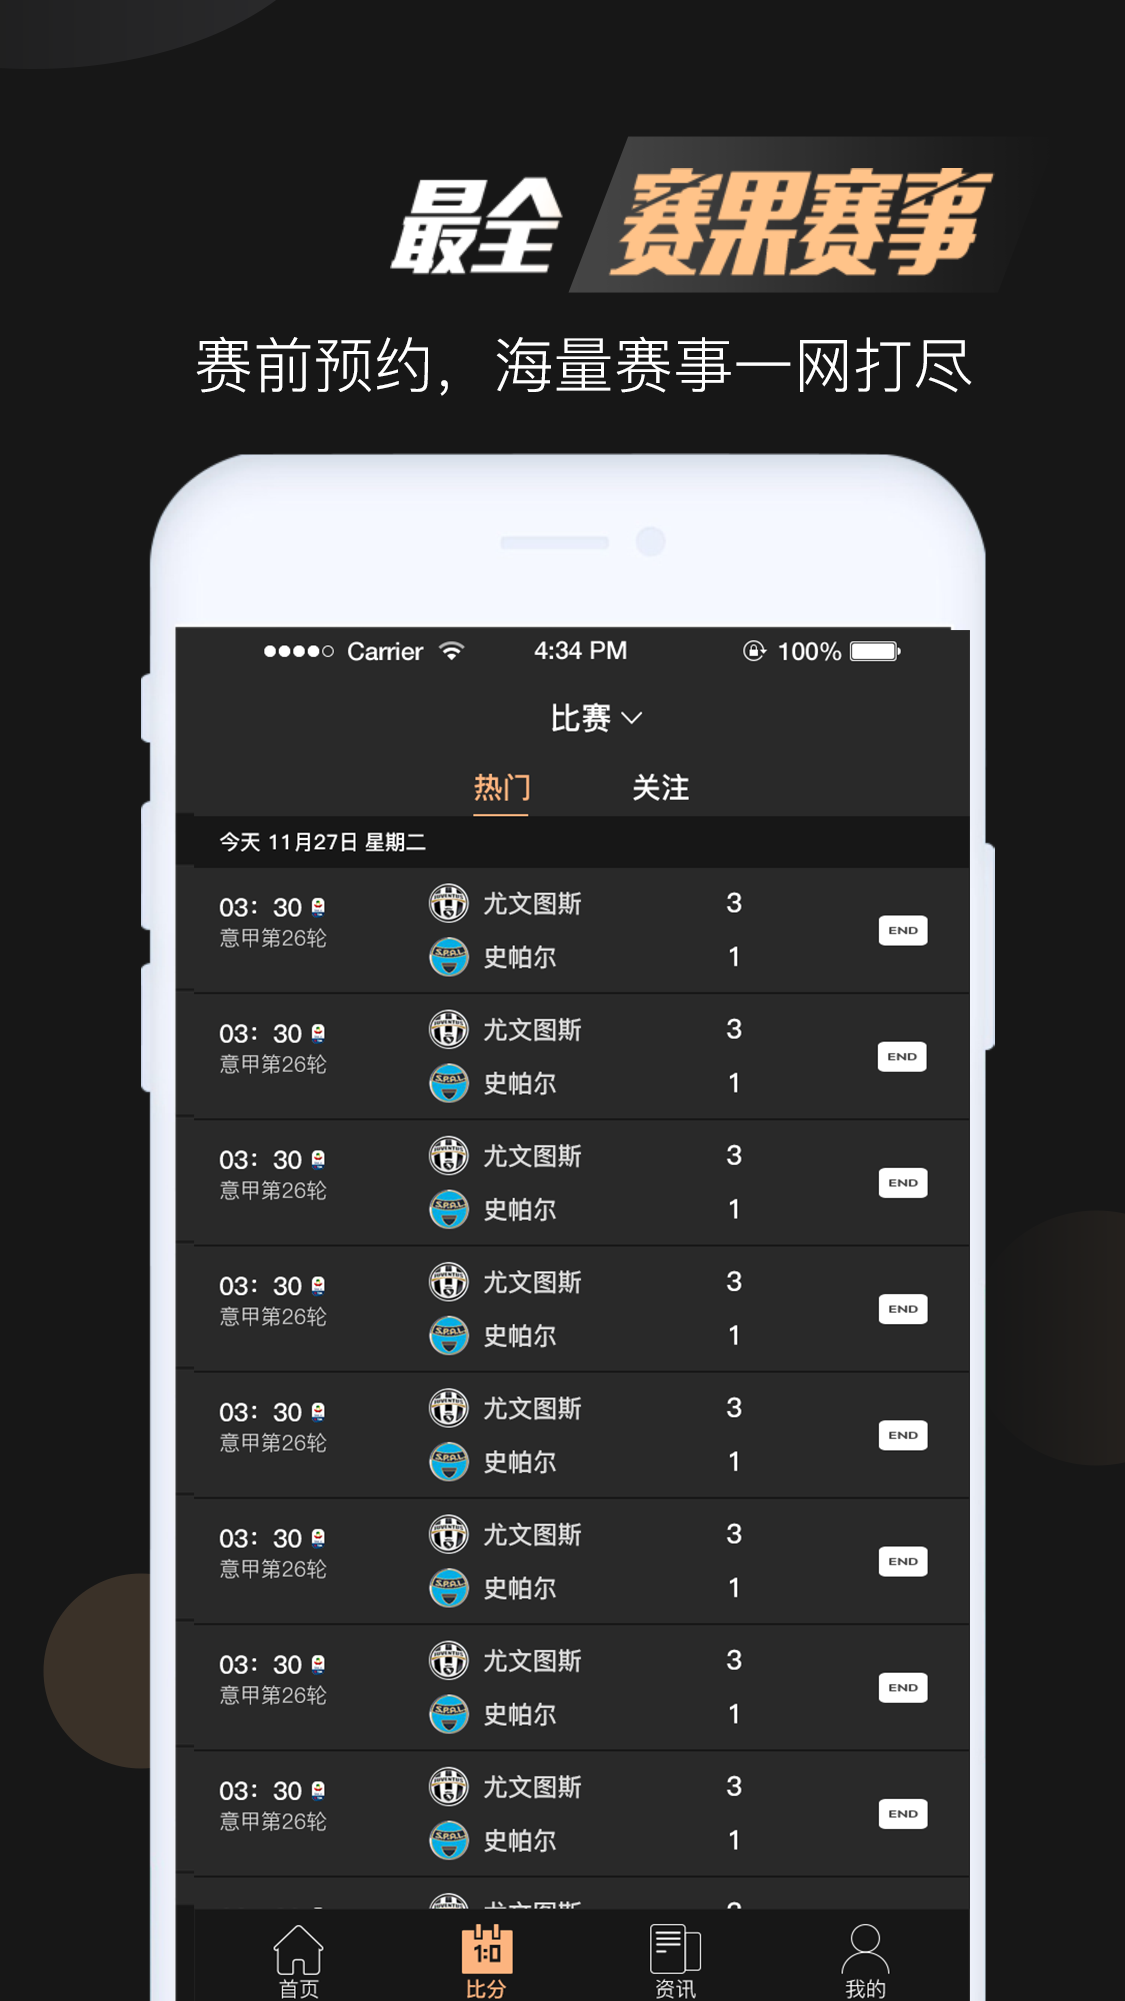 最全 赛果赛事
赛前预约，海量赛事一网打尽
Carrier 4:34 PM 100%
比赛
热门 关注
今天 11月27日 星期二
03：30 尤文图斯 3
意甲第26轮 史帕尔 1 END
03：30 尤文图斯 3
意甲第26轮 史帕尔 1 END
03：30 尤文图斯 3
意甲第26轮 史帕尔 1 END
03：30 尤文图斯 3
意甲第26轮 史帕尔 1 END
03：30 尤文图斯 3
意甲第26轮 史帕尔 1 END
03：30 尤文图斯 3
意甲第26轮 史帕尔 1 END
03：30 尤文图斯 3
意甲第26轮 史帕尔 1 END
03：30 尤文图斯 3
意甲第26轮 史帕尔 1 END
1:0
首页 比分 资讯 我的